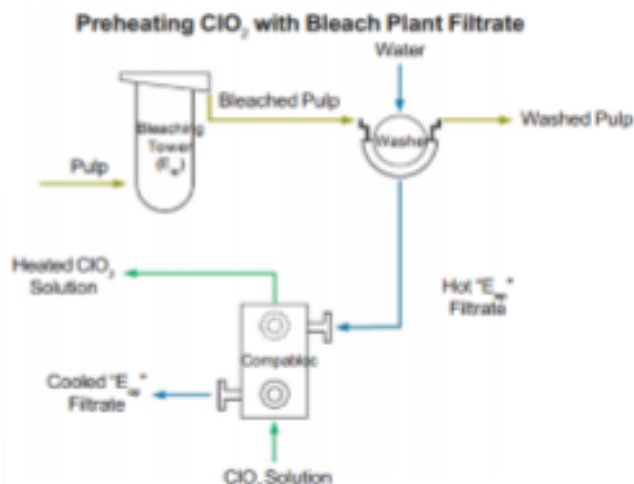 Preheating ClO₂ with Bleach Plant Filtrate
Water
Bleached Pulp
Washed Pulp
Bleaching
Tower
Washer
Pulp
Heated ClO₂
Solution
Hot "E
Filtrate
Compabloc
Cooled "E
Filtrate
ClO₂ Solution